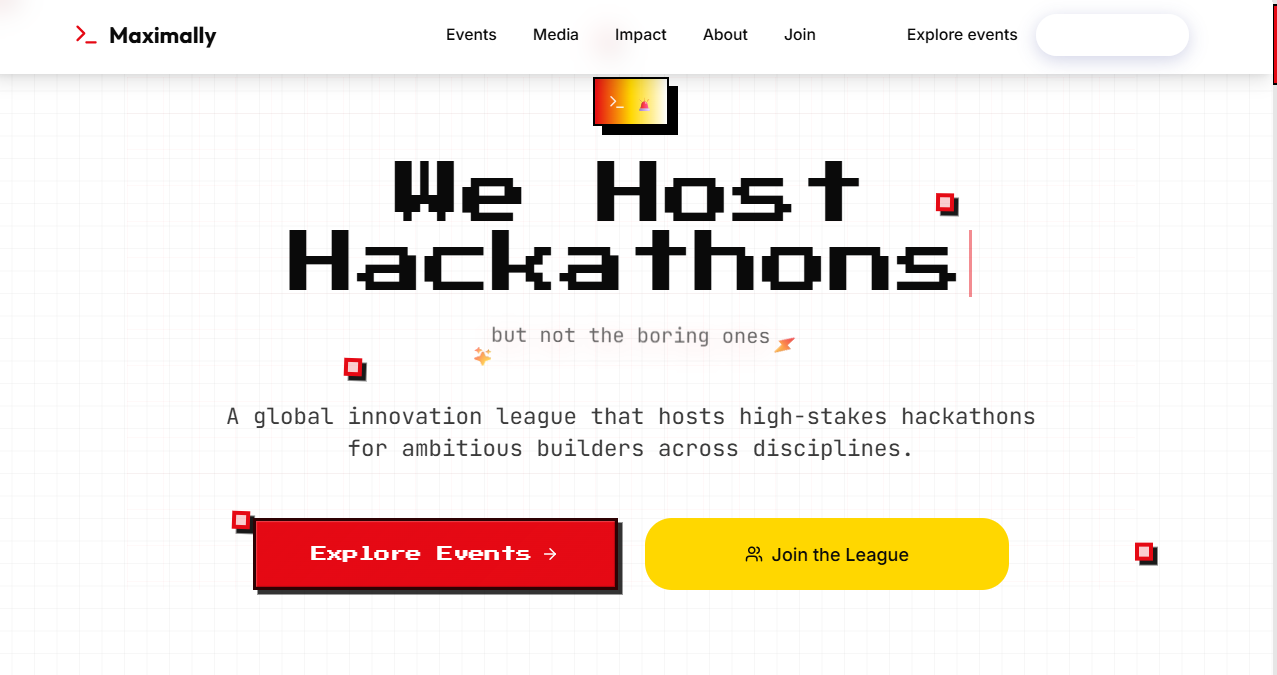 Maximally
Events Media Impact About Join Explore events
We Host
Hackathons
but not the boring ones
A global innovation league that hosts high-stakes hackathons
for ambitious builders across disciplines.
Explore Events →
Join the League